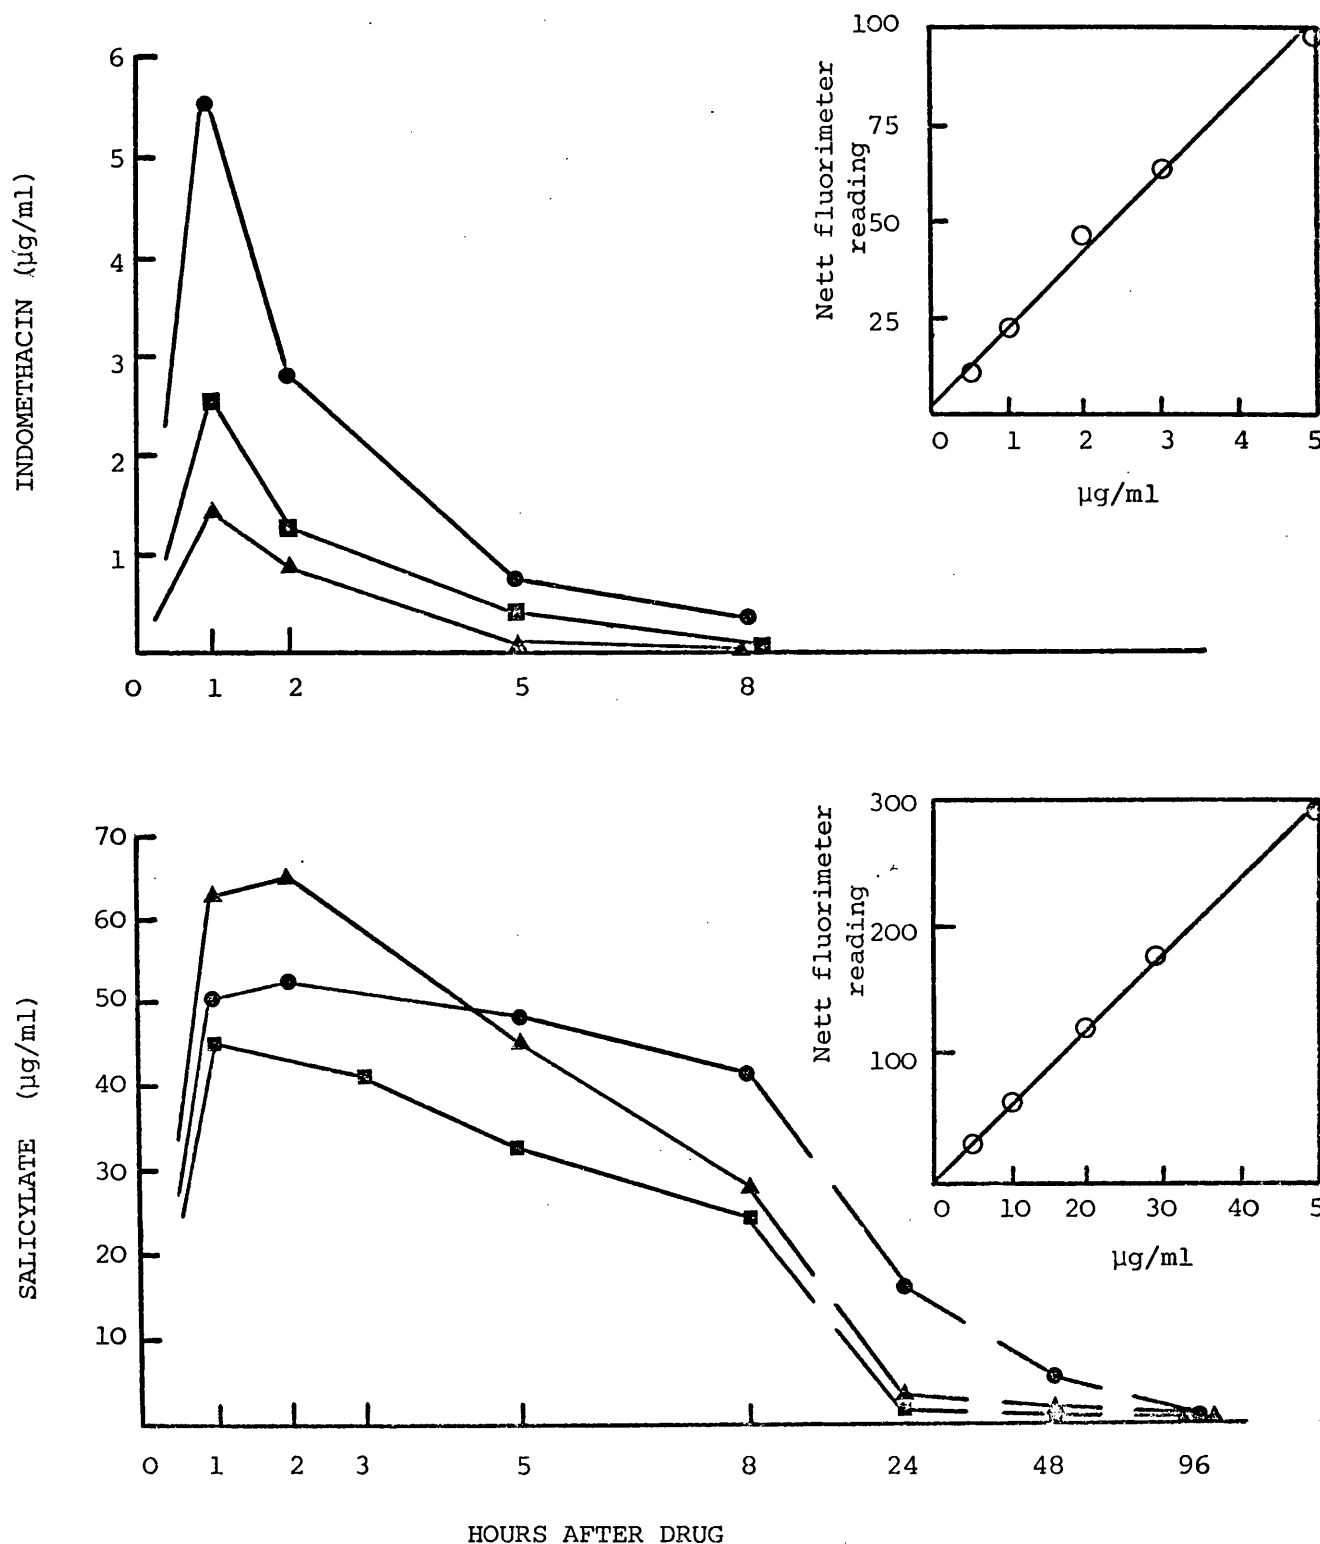 INDOMETHACIN (µg/ml)
6
5
4
3
2
1
0 1 2 5 8
Nett fluorimeter
reading
100
75
50
25
0 1 2 3 4 5
µg/ml
SALICYLATE (µg/ml)
70
60
50
40
30
20
10
0 1 2 3 5 8 24 48 96
HOURS AFTER DRUG
Nett fluorimeter
reading
300
200
100
0 10 20 30 40 5
µg/ml